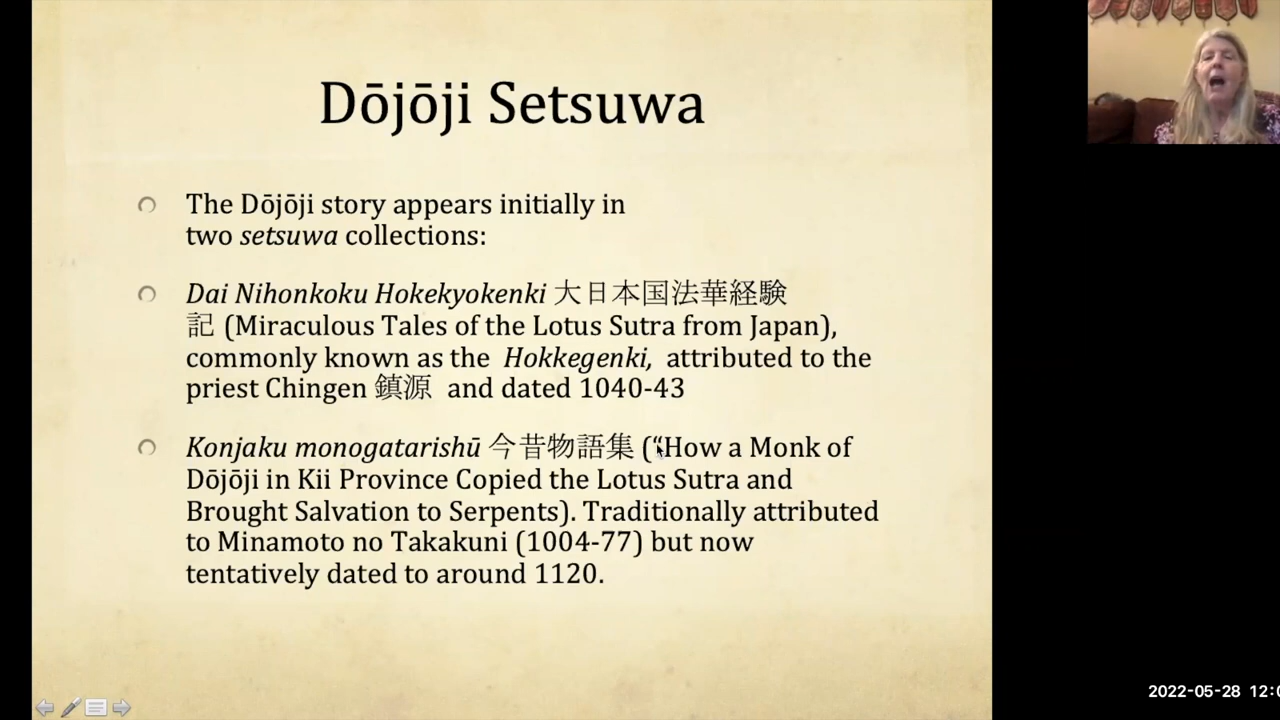 Dōjōji Setsuwa
The Dōjōji story appears initially in
two setsuwa collections:
Dai Nihonkoku Hokekyokenki 大日本国法華経験
記 (Miraculous Tales of the Lotus Sutra from Japan),
commonly known as the Hokkegenki, attributed to the
priest Chingen 鎮源 and dated 1040-43
Konjaku monogatarishū 今昔物語集 (“How a Monk of
Dōjōji in Kii Province Copied the Lotus Sutra and
Brought Salvation to Serpents). Traditionally attributed
to Minamoto no Takakuni (1004-77) but now
tentatively dated to around 1120.
2022-05-28 12:0